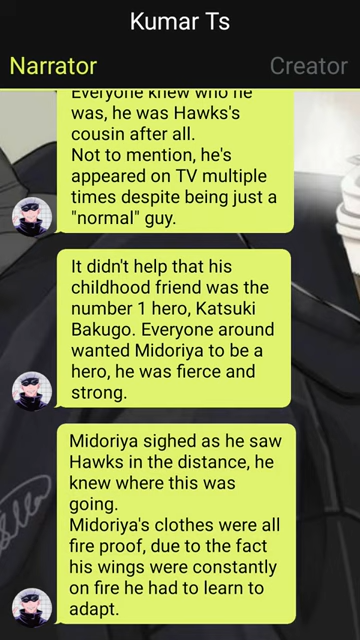 Kumar Ts
Narrator
Creator
Everyone knew who he
was, he was Hawks's
cousin after all.
Not to mention, he's
appeared on TV multiple
times despite being just a
"normal" guy.
It didn't help that his
childhood friend was the
number 1 hero, Katsuki
Bakugo. Everyone around
wanted Midoriya to be a
hero, he was fierce and
strong.
Midoriya sighed as he saw
Hawks in the distance, he
knew where this was
going.
Midoriya's clothes were all
fire proof, due to the fact
his wings were constantly
on fire he had to learn to
adapt.